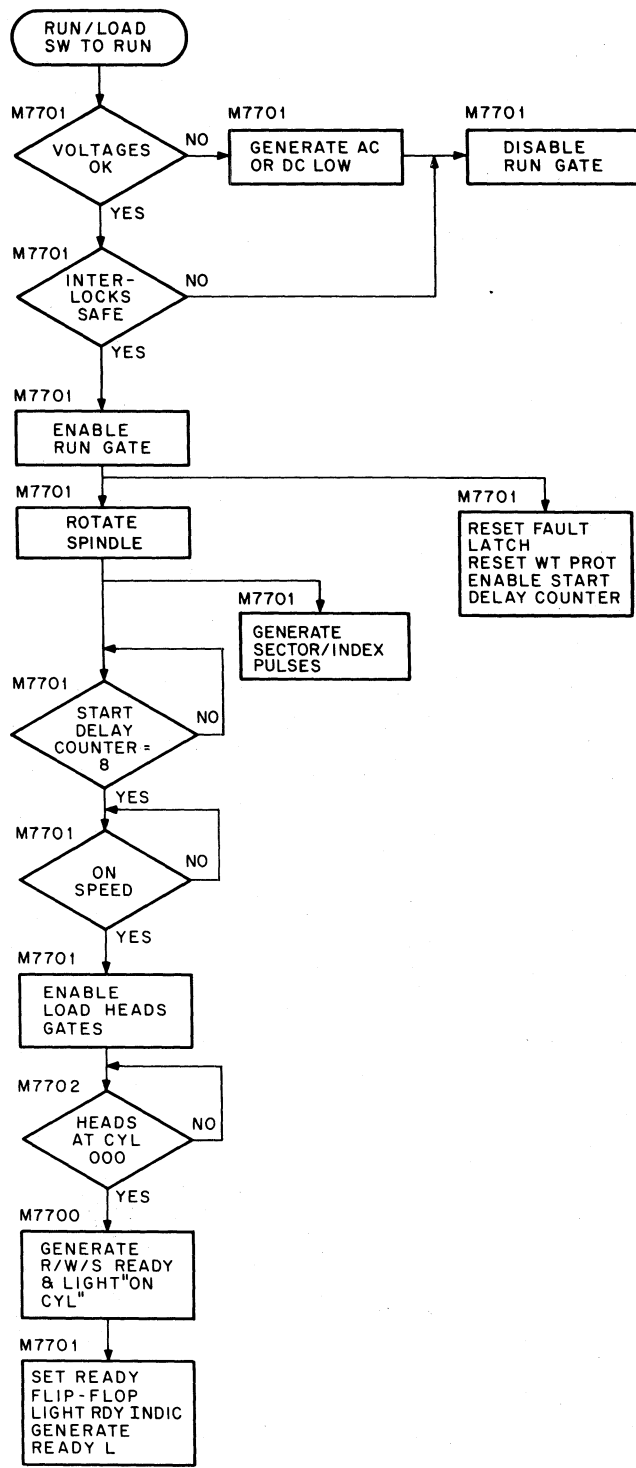 RUN/LOAD
SW TO RUN
M7701
VOLTAGES
OK
NO
YES
M7701
GENERATE AC
OR DC LOW
M7701
DISABLE
RUN GATE
M7701
INTER-
LOCKS
SAFE
NO
YES
M7701
ENABLE
RUN GATE
M7701
ROTATE
SPINDLE
M7701
RESET FAULT
LATCH
RESET WT PROT
ENABLE START
DELAY COUNTER
M7701
GENERATE
SECTOR/INDEX
PULSES
M7701
START
DELAY
COUNTER =
8
NO
YES
M7701
ON
SPEED
NO
YES
M7701
ENABLE
LOAD HEADS
GATES
M7702
HEADS
AT CYL
000
NO
YES
M7700
GENERATE
R/W/S READY
& LIGHT"ON
CYL"
M7701
SET READY
FLIP-FLOP
LIGHT RDY INDIC
GENERATE
READY L